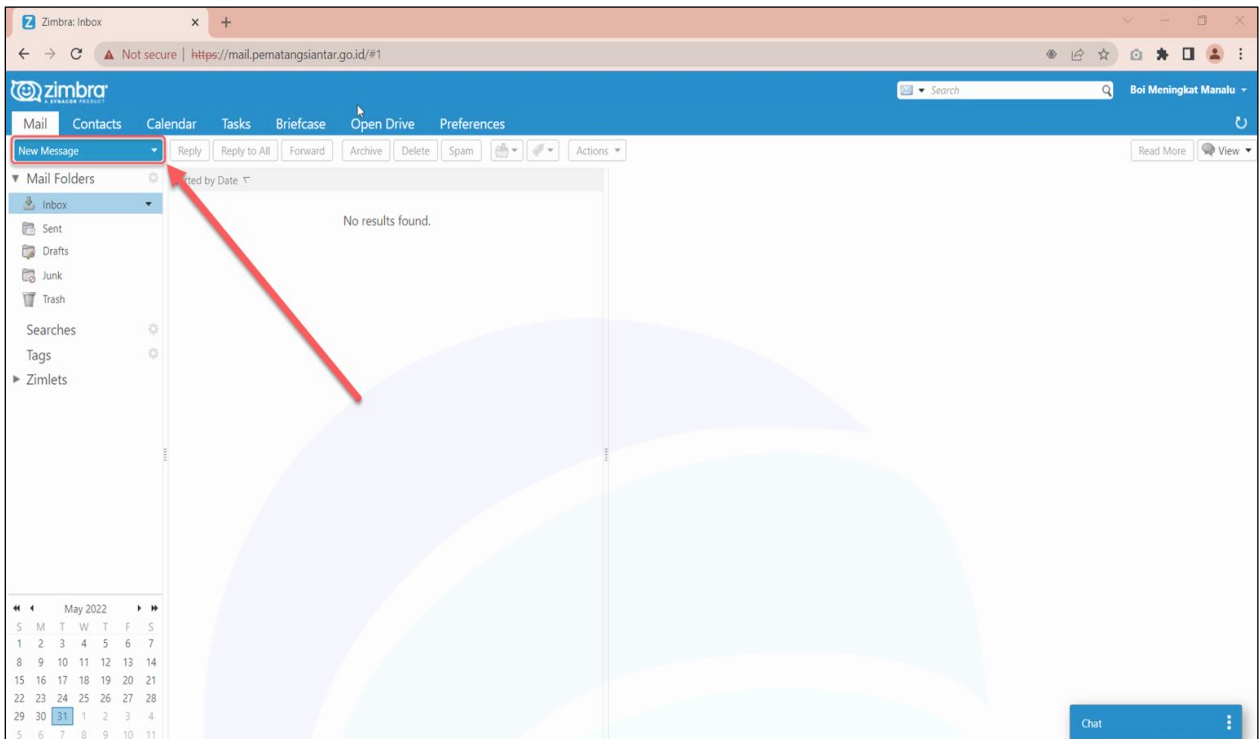 Zimbra: Inbox
Not secure | https://mail.pematangsiantar.go.id/#1
zimbra
A SYNACOR PRODUCT
Search
Boi Meningkat Manalu
Mail Contacts Calendar Tasks Briefcase Open Drive Preferences
New Message Reply Reply to All Forward Archive Delete Spam Actions Read More View
Mail Folders
by Date
Inbox
No results found.
Sent
Drafts
Junk
Trash
Searches
Tags
Zimlets
May 2022
S M T W T F S
1 2 3 4 5 6 7
8 9 10 11 12 13 14
15 16 17 18 19 20 21
22 23 24 25 26 27 28
29 30 31 1 2 3 4
5 6 7 8 9 10 11
Chat